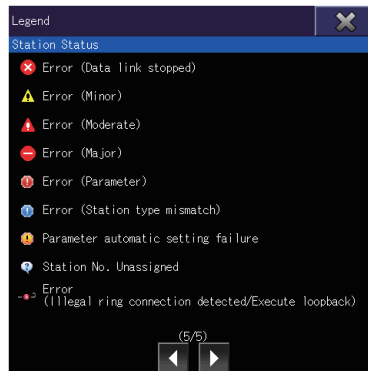 Legend
Station Status
Error (Data link stopped)
Error (Minor)
Error (Moderate)
Error (Major)
Error (Parameter)
Error (Station type mismatch)
Parameter automatic setting failure
Station No. Unassigned
Error
(Illegal ring connection detected/Execute loopback)
(5/5)